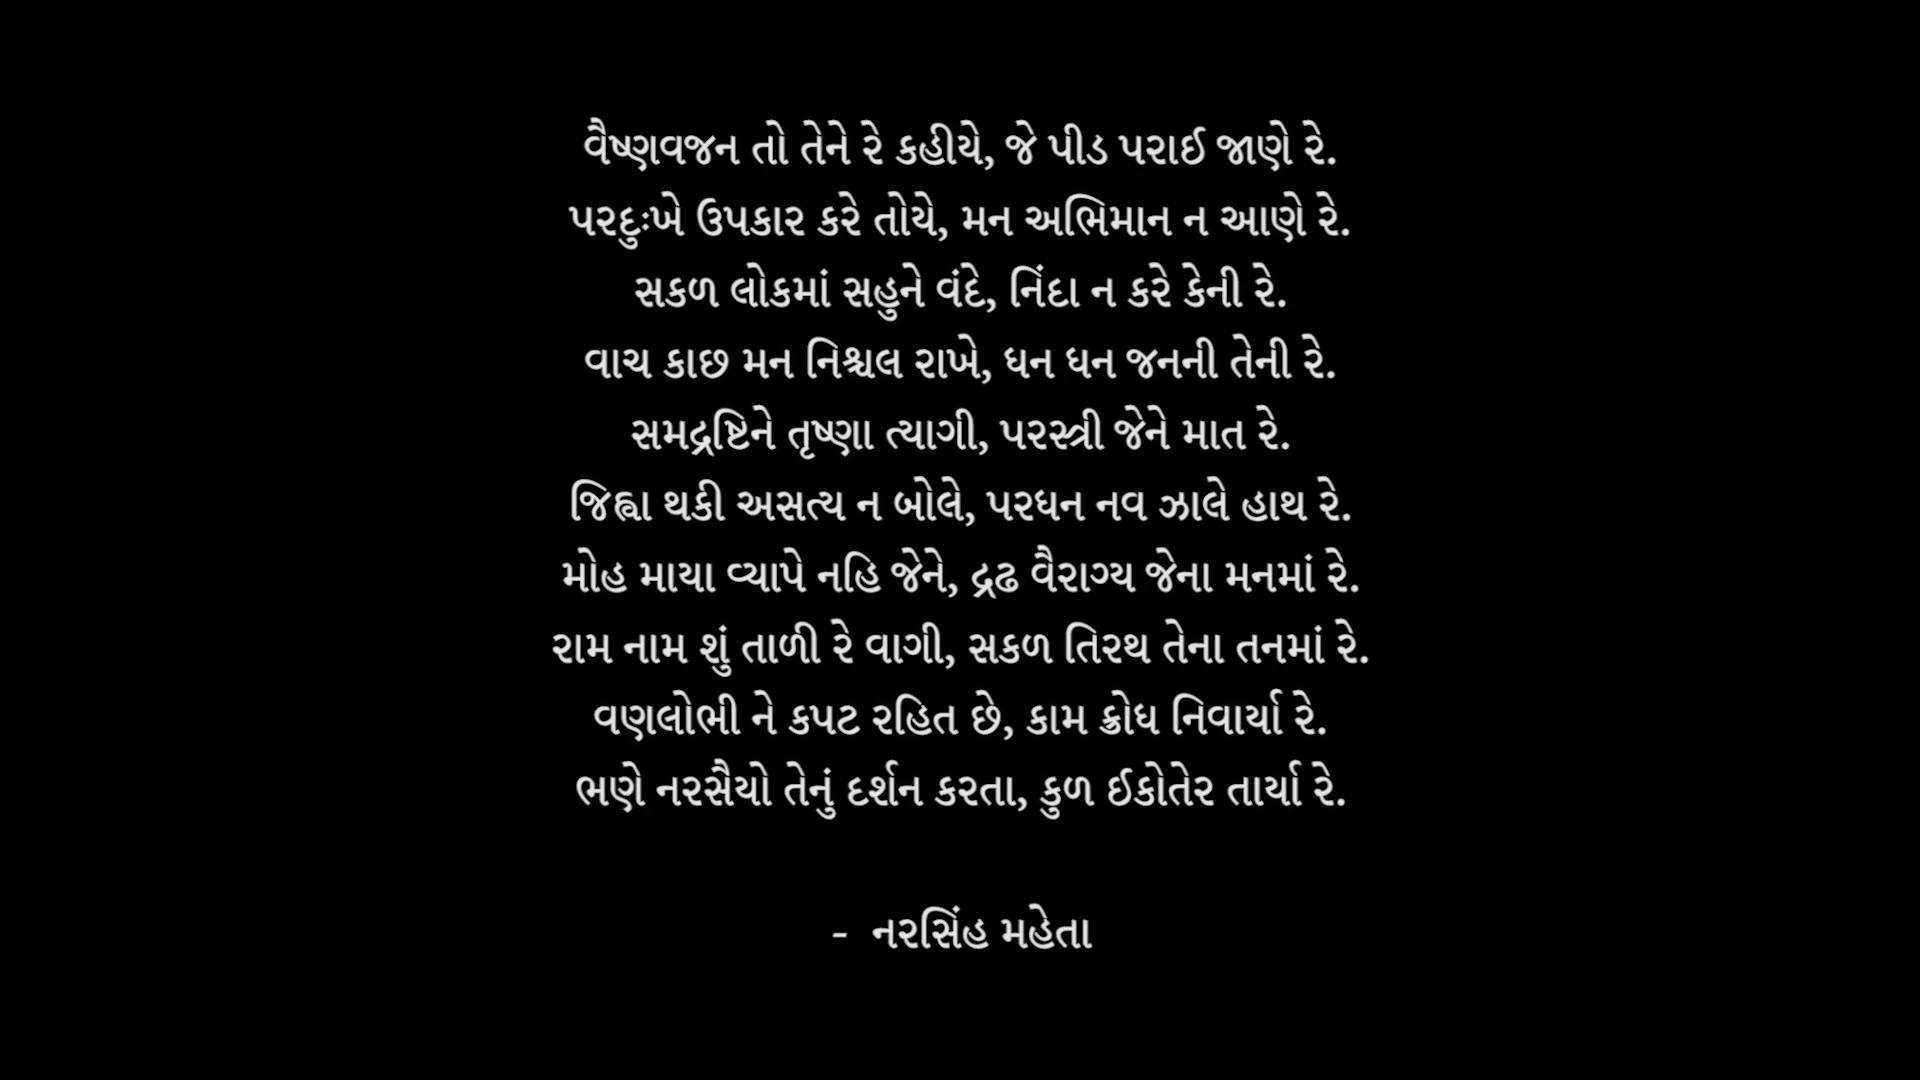 વૈષ્ણવજન તો તેને રે કહીયે, જે પીડ પરાઈ જાણે રે.
પરદુઃખે ઉપકાર કરે તોયે, મન અભિમાન ન આણે રે.
સકળ લોકમાં સહુને વંદે, નિંદા ન કરે કેની રે.
વાચ કાછ મન નિશ્ચલ રાખે, ધન ધન જનની તેની રે.
સમદ્રષ્ટિને તૃષ્ણા ત્યાગી, પરસ્ત્રી જેને માત રે.
જિહ્વા થકી અસત્ય ન બોલે, પરધન નવ ઝાલે હાથ રે.
મોહ માયા વ્યાપે નહિ જેને, દ્રઢ વૈરાગ્ય જેના મનમાં રે.
રામ નામ શું તાળી રે વાગી, સકળ તિરથ તેના તનમાં રે.
વણલોભી ને કપટ રહિત છે, કામ ક્રોધ નિવાર્યા રે.
ભણે નરસૈયો તેનું દર્શન કરતા, કુળ ઈકોતેર તાર્યા રે.
- નરસિંહ મહેતા